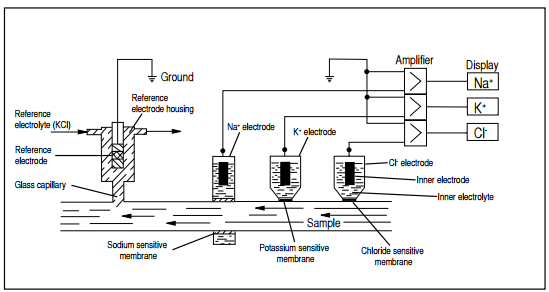 Amplifier
Display
Ground
Na⁺
K⁺
Cl⁻
Reference
electrode housing
Reference
electrolyte (KCl)
Reference
electrode
Glass capillary
Na⁺ electrode
K⁺ electrode
Cl⁻ electrode
Inner electrode
Inner electrolyte
Sample
Sodium sensitive
membrane
Potassium sensitive
membrane
Chloride sensitive
membrane